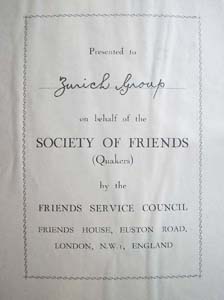 Presented to
Zurich Group
on behalf of the
SOCIETY OF FRIENDS
(Quakers)
by the
FRIENDS SERVICE COUNCIL
FRIENDS HOUSE, EUSTON ROAD,
LONDON, N.W.1, ENGLAND